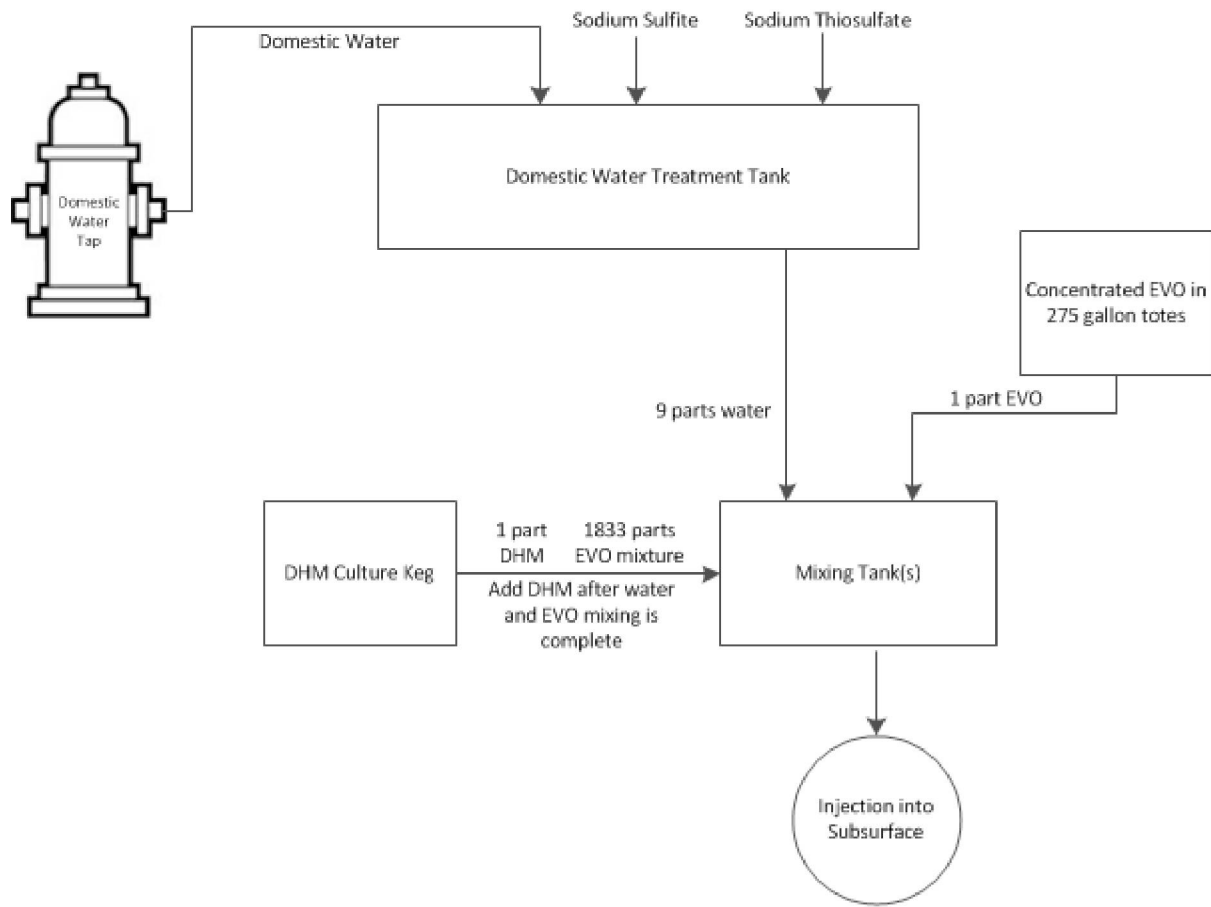 Sodium Sulfite
Sodium Thiosulfate
Domestic Water
Domestic
Water
Tap
Domestic Water Treatment Tank
Concentrated EVO in
275 gallon totes
9 parts water
1 part EVO
DHM Culture Keg
1 part
DHM
1833 parts
EVO mixture
Add DHM after water
and EVO mixing is
complete
Mixing Tank(s)
Injection into
Subsurface